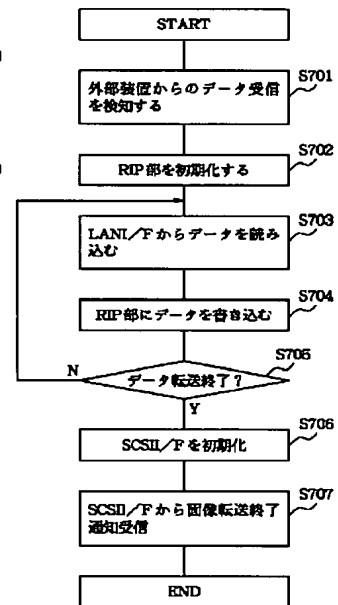 START
外部装置からのデータ受信
を検知する
S701
RIP部を初期化する
S702
LANI/Fからデータを読み
込む
S703
RIP部にデータを書き込む
S704
データ転送終了?
S705
N
Y
SCSII/Fを初期化
S706
SCSII/Fから画像転送終了
通知受信
S707
END